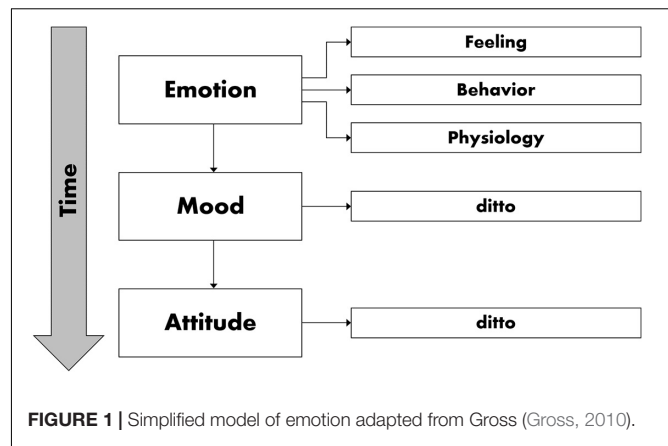 Time
Emotion
Feeling
Behavior
Physiology
Mood
ditto
Attitude
ditto
FIGURE 1 | Simplified model of emotion adapted from Gross (Gross, 2010).